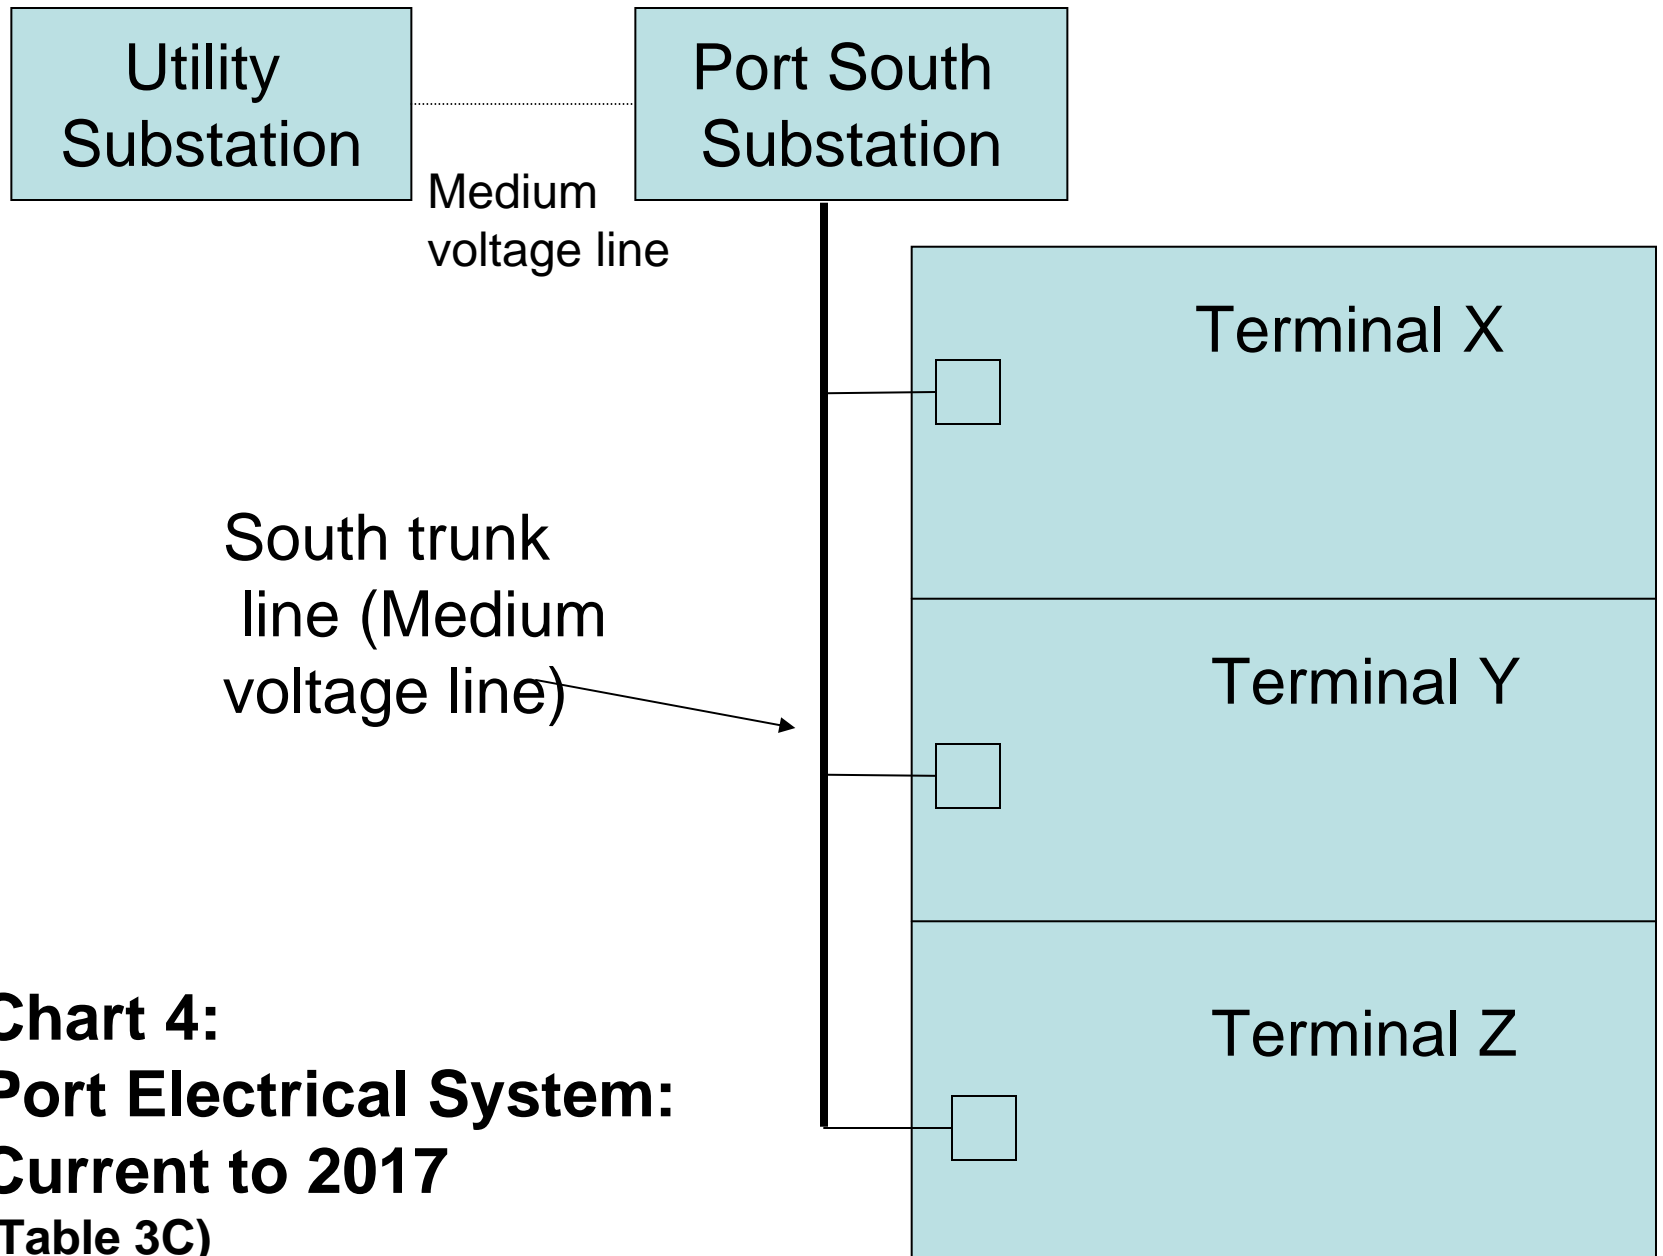 Utility
Substation
Port South
Substation
Medium
voltage line
Terminal X
South trunk
line (Medium
voltage line)
Terminal Y
Terminal Z
Chart 4:
Port Electrical System:
Current to 2017
(Table 3C)